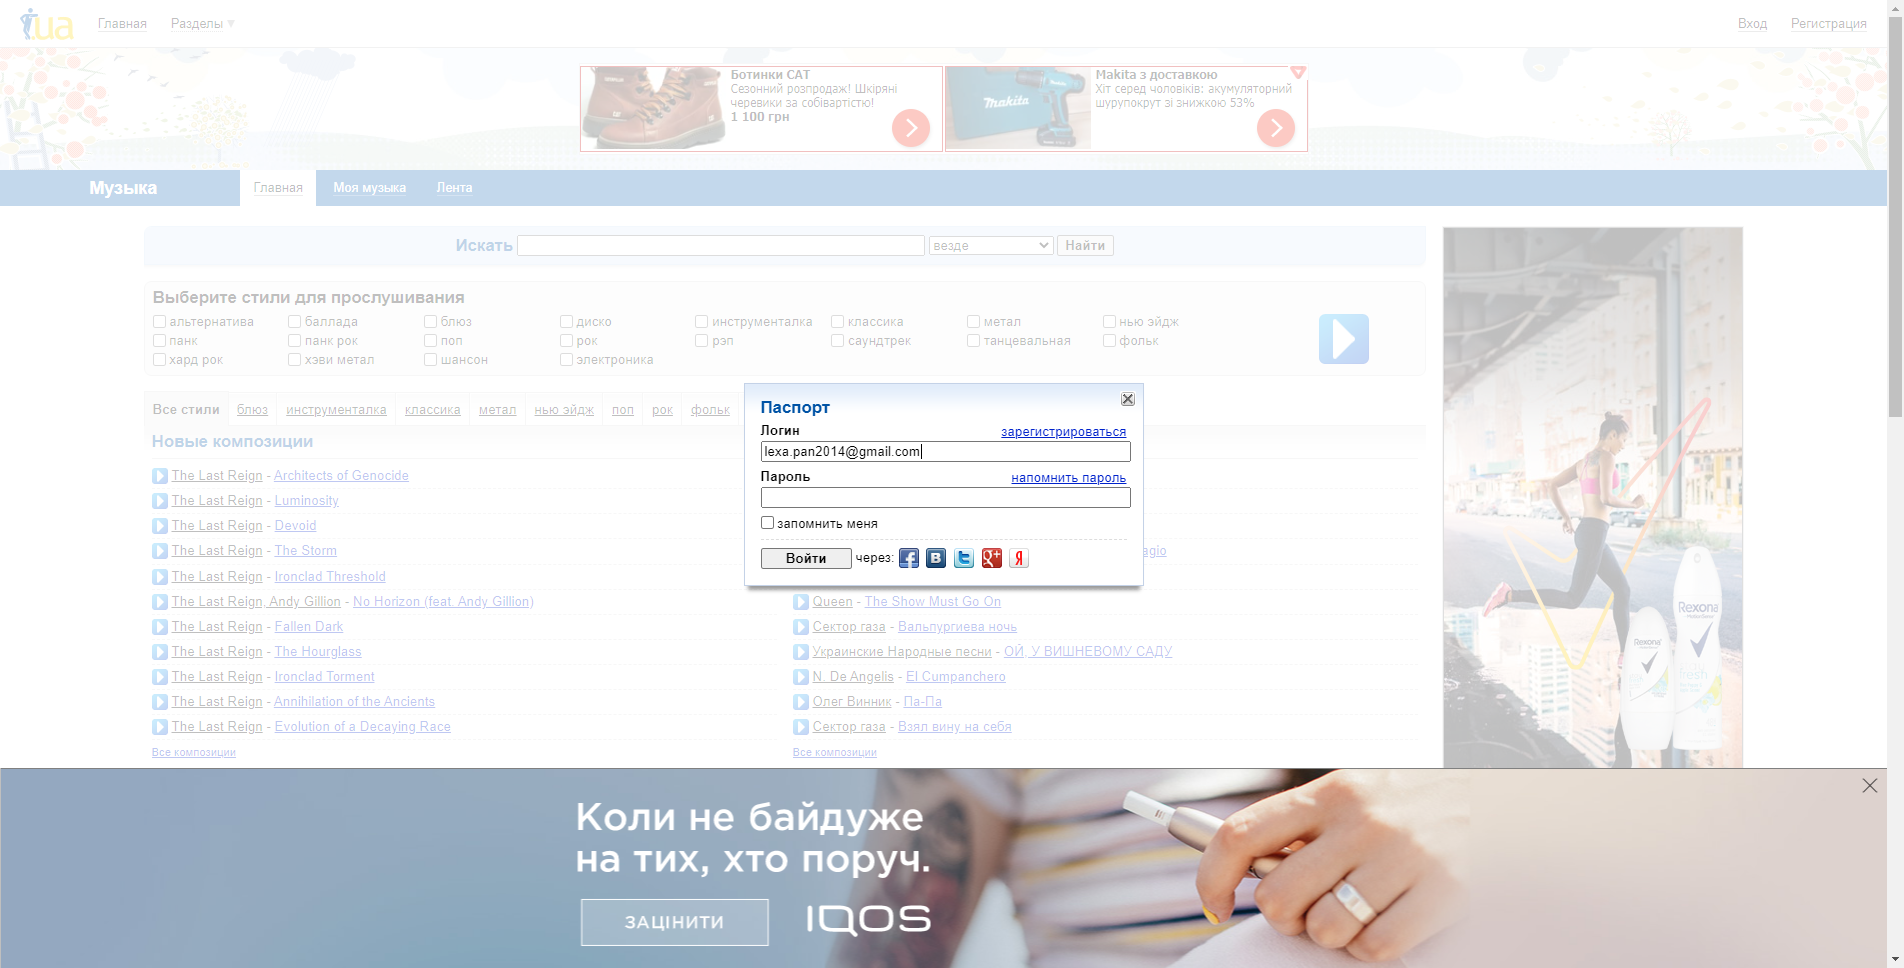 i.ua Главная Разделы ▾ Вход Регистрация
Ботинки CAT
Сезонний розпродаж! Шкіряні
черевики за собівартістю!
1 100 грн
Makita
Makita з доставкою
Хіт серед чоловіків: акумуляторний
шурупокрут зі знижкою 53%
Музыка Главная Моя музыка Лента
Искать везде Найти
Выберите стили для прослушивания
альтернатива баллада блюз диско инструменталка классика метал нью эйдж
панк панк рок поп рок рэп саундтрек танцевальная фольк
хард рок хэви метал шансон электроника
Все стили блюз инструменталка классика метал нью эйдж поп рок фольк
Новые композиции
The Last Reign - Architects of Genocide
The Last Reign - Luminosity
The Last Reign - Devoid
The Last Reign - The Storm
The Last Reign - Ironclad Threshold
The Last Reign, Andy Gillion - No Horizon (feat. Andy Gillion)
The Last Reign - Fallen Dark
The Last Reign - The Hourglass
The Last Reign - Ironclad Torment
The Last Reign - Annihilation of the Ancients
The Last Reign - Evolution of a Decaying Race
Все композиции
Паспорт
Логин зарегистрироваться
lexa.pan2014@gmail.com
Пароль напомнить пароль
запомнить меня
Войти через:
agio
Queen - The Show Must Go On
Сектор газа - Вальпургиева ночь
Украинские Народные песни - ОЙ, У ВИШНЕВОМУ САДУ
N. De Angelis - El Cumpanchero
Олег Винник - Па-Па
Сектор газа - Взял вину на себя
Все композиции
Rexona
Rexona
Коли не байдуже
на тих, хто поруч.
ЗАЦІНИТИ IQOS